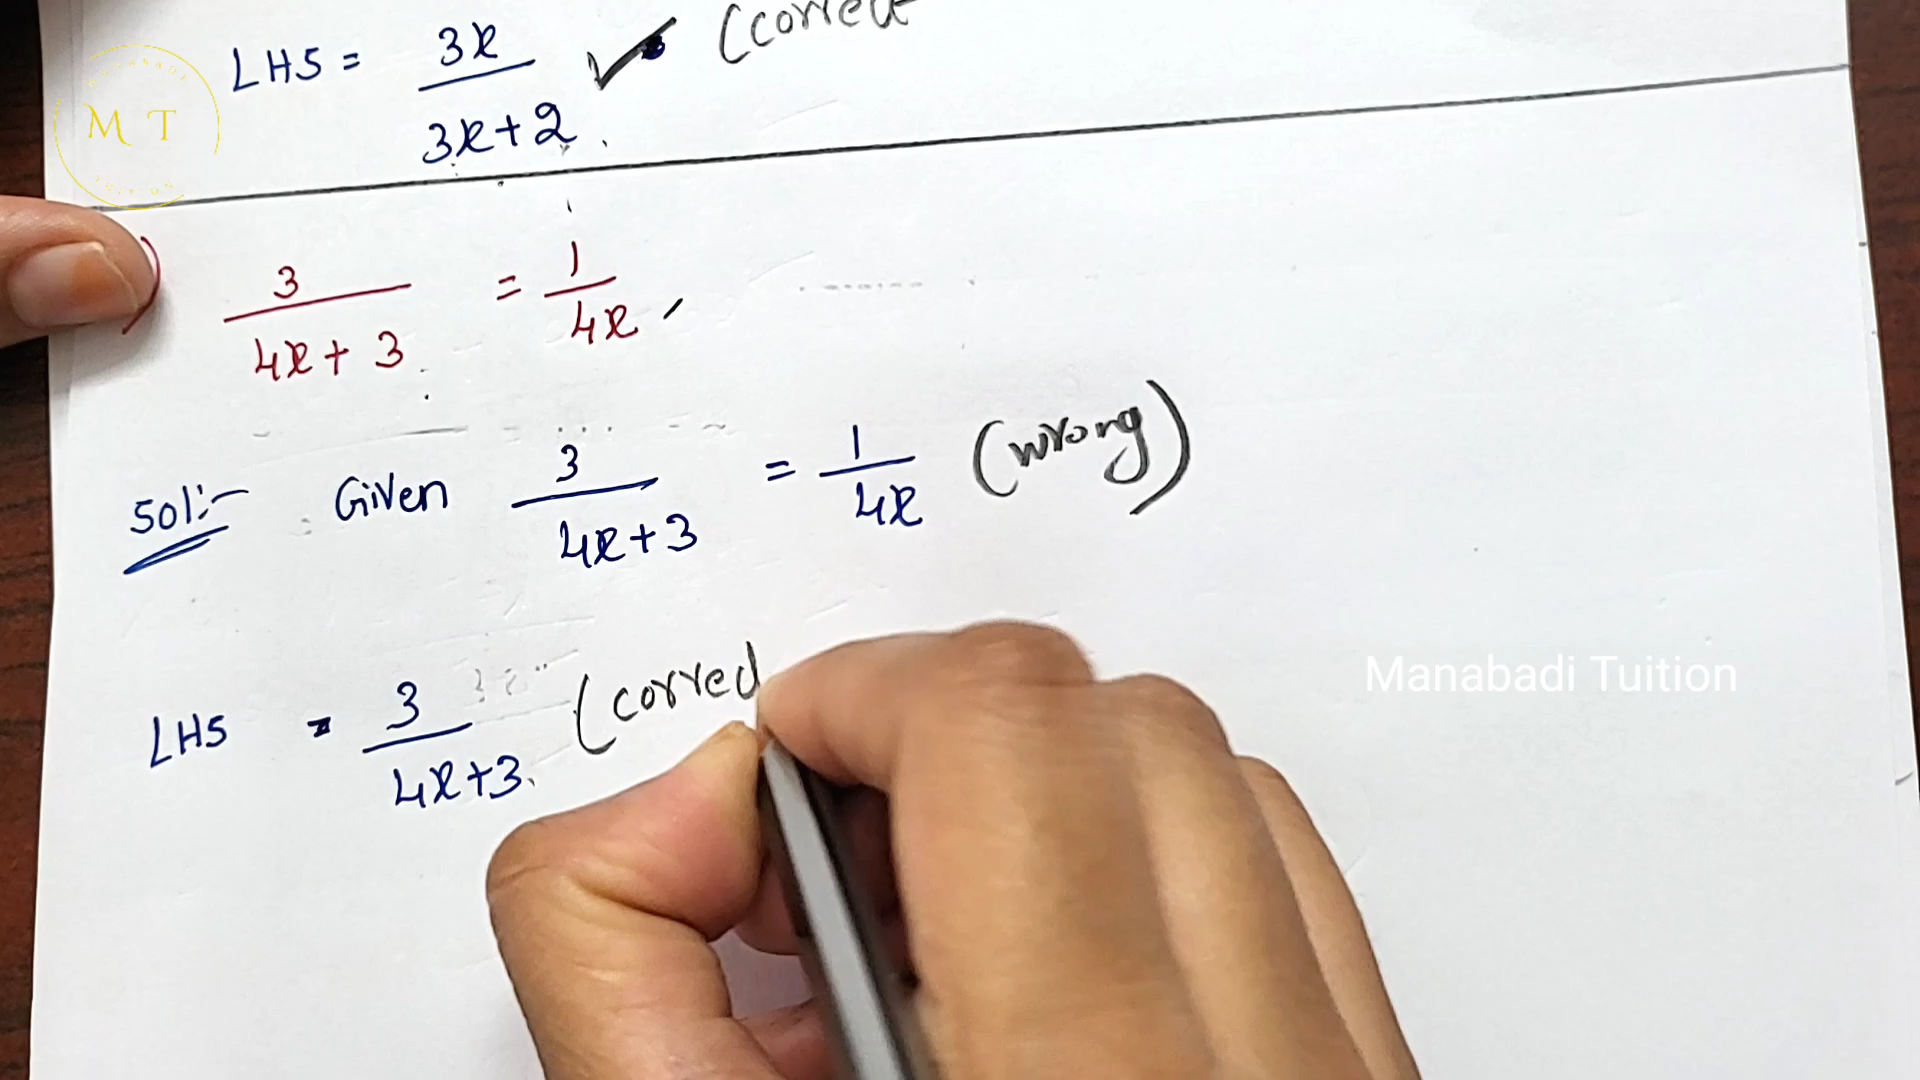 LHS = 3x / 3x+2 ✓ (correct
M T
) 3 / 4x+3 = 1 / 4x
Sol:- Given 3 / 4x+3 = 1 / 4x (wrong)
Manabadi Tuition
LHS = 3 / 4x+3. (correc